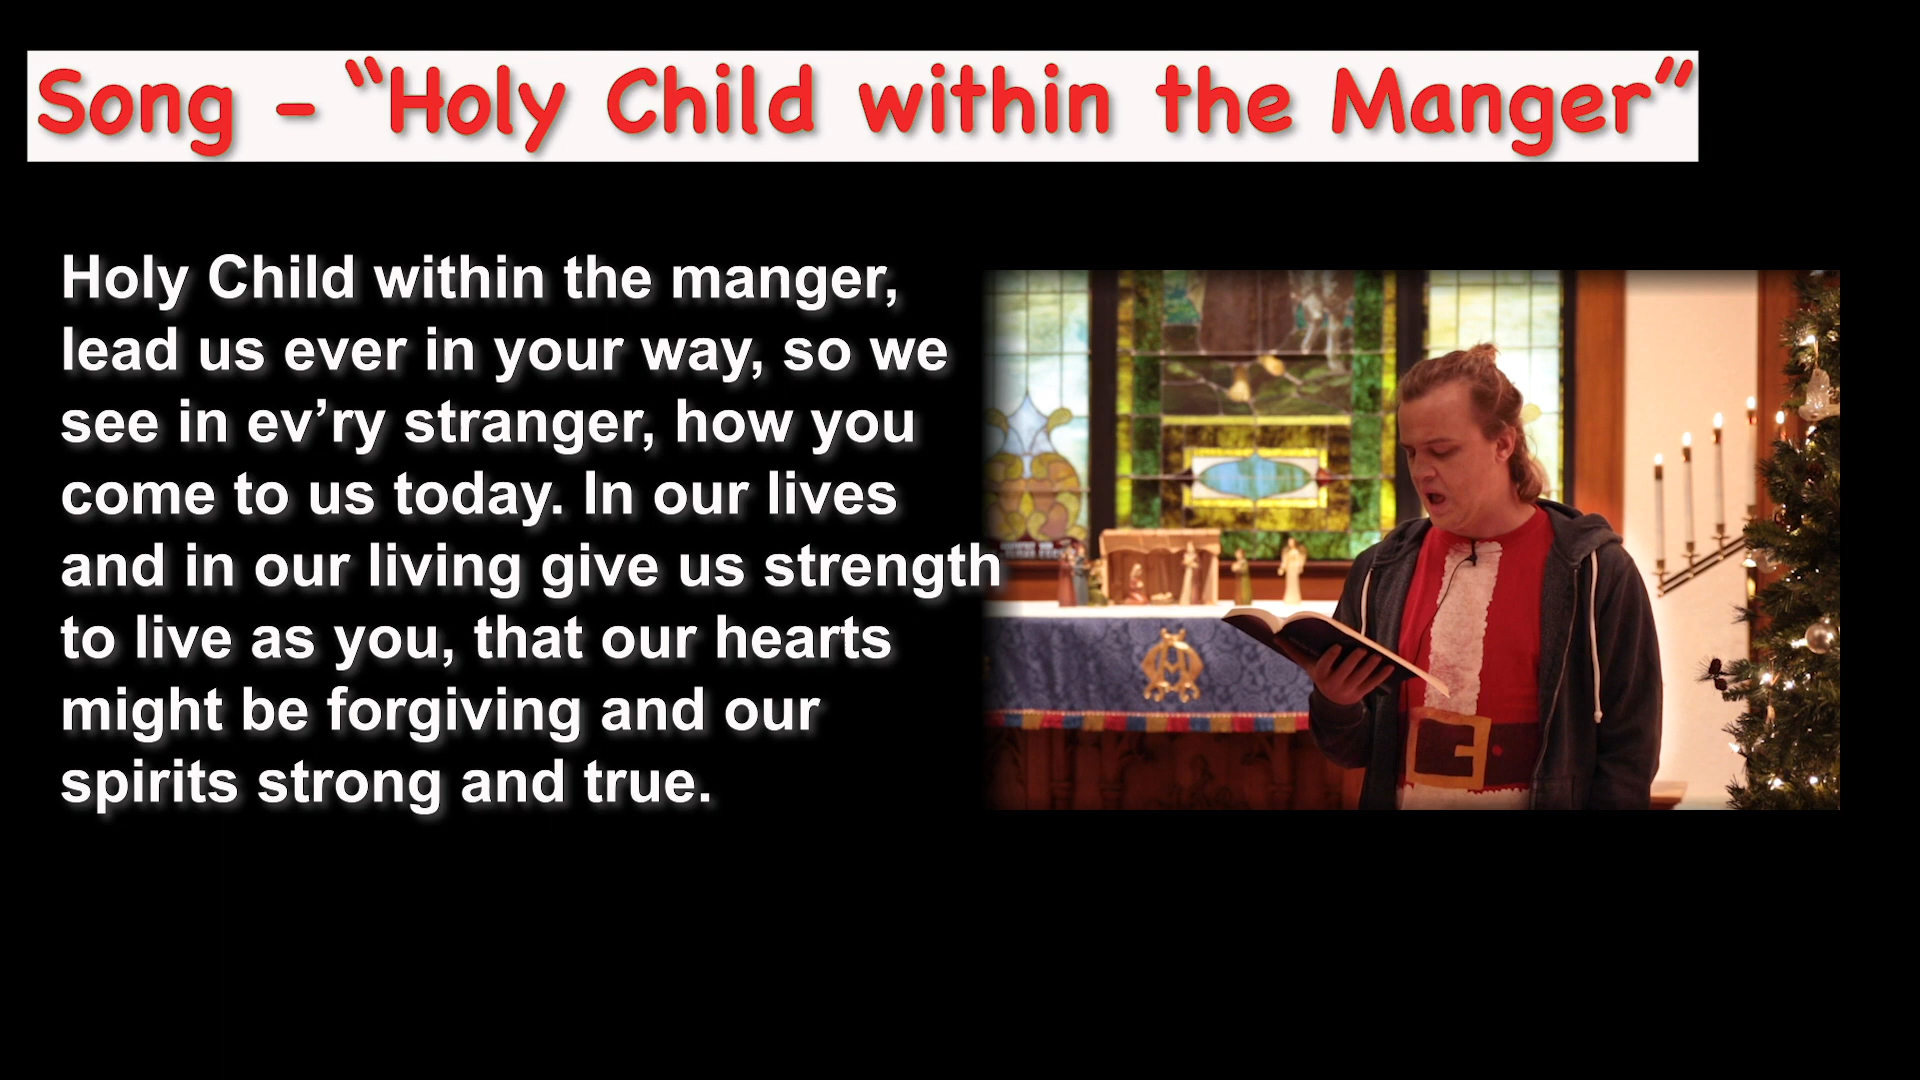 Song - “Holy Child within the Manger”
Holy Child within the manger,
lead us ever in your way, so we
see in ev’ry stranger, how you
come to us today. In our lives
and in our living give us strength
to live as you, that our hearts
might be forgiving and our
spirits strong and true.